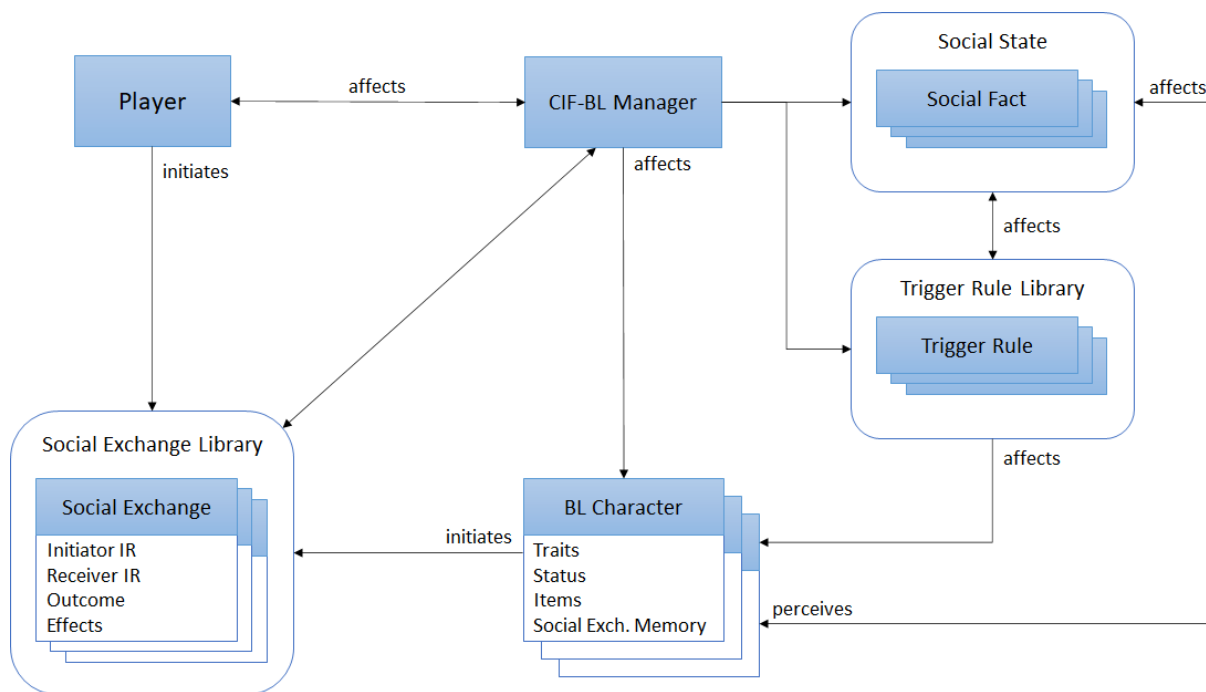 Social State
Player
affects
CIF-BL Manager
Social Fact
affects
initiates
affects
affects
Trigger Rule Library
Trigger Rule
Social Exchange Library
affects
Social Exchange
BL Character
initiates
Initiator IR
Receiver IR
Outcome
Effects
Traits
Status
Items
Social Exch. Memory
perceives